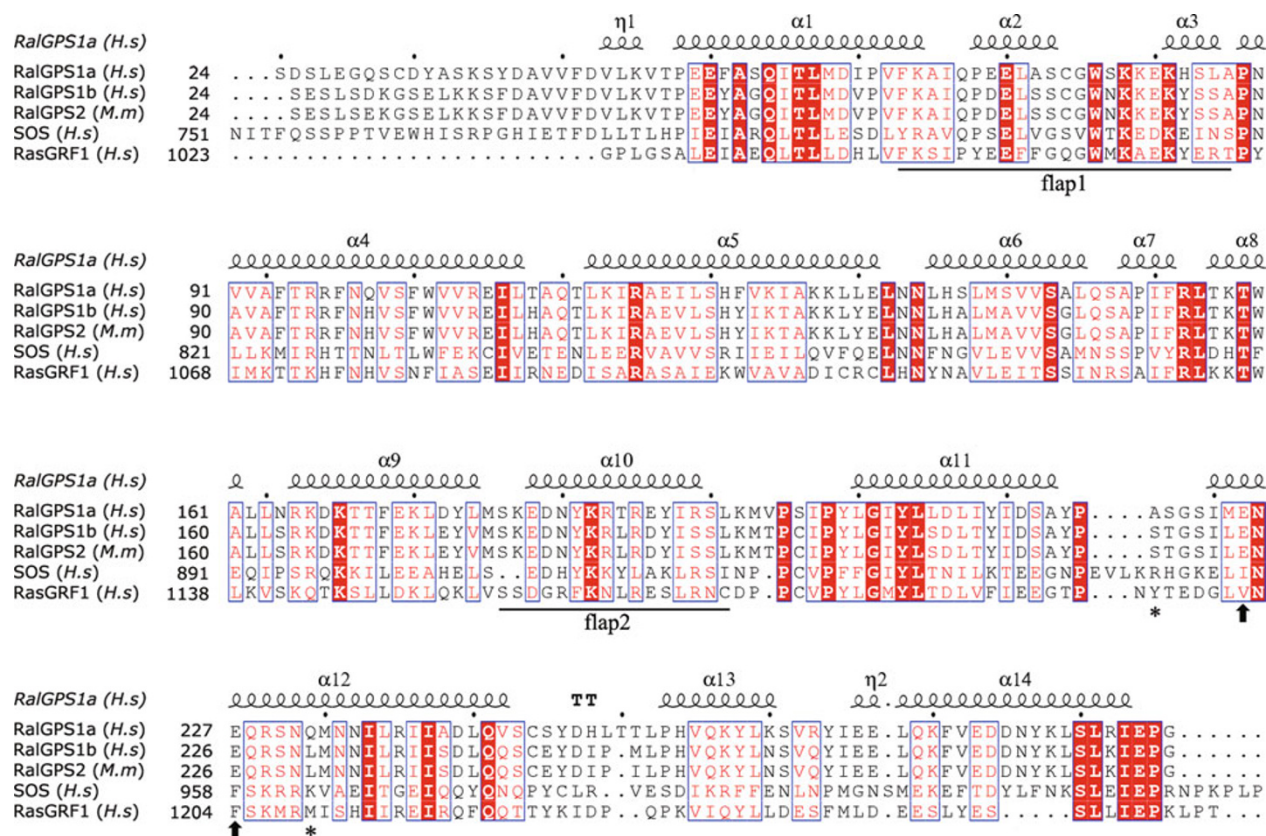 η1 α1 α2 α3
RalGPS1a (H.s)
RalGPS1a (H.s) 24 ...SDSLEGQSCDYASKSYDAVVFDVLKVTPEEFASQITLMDIPVFKAIQPEELASCGWSKKEKHSLAPN
RalGPS1b (H.s) 24 ....SESLSDKGSELKKSFDAVVFDVLKVTPEEYAGQITLMDVPVFKAIQPDELSSCGWNKKEKYSSAPN
RalGPS2 (M.m) 24 ....SESLSEKGSELKKSFDAVVFDVLKVTPEEYAGQITLMDVPVFKAIQPDELSSCGWNKKEKYSSAPN
SOS (H.s) 751 NITFQSSPPTVEWHISRPGHIETFDLLTLHPIEIARQLTLLESDLYRAVQPSELVGSVWTKEDKEINSPN
RasGRF1 (H.s) 1023 .........................GPLGSALEIAEQLTLLDHLVFKSIPYEEFFGQGWMKAEKYERTPY
flap1
α4 α5 α6 α7 α8
RalGPS1a (H.s)
RalGPS1a (H.s) 91 VVAFTRRFNQVSFWVVREILTAQTLKIRAEILSHFVKIAKKLLELNNLHSLMSVVSALQSAPIFRLTKTW
RalGPS1b (H.s) 90 AVAFTRRFNHVSFWVVREILHAQTLKIRAEVLSHYIKTAKKLYELNNLHALMAVVSGLQSAPIFRLTKTW
RalGPS2 (M.m) 90 AVAFTRRFNHVSFWVVREILHAQTLKIRAEVLSHYIKTAKKLYELNNLHALMAVVSGLQSAPIFRLTKTW
SOS (H.s) 821 LLKMIRHTTNLTLWFEKCIVETENLEERVAVVSRIIEILQVFQELNNFNGVLEVVSAMNSSPVYRLDHTF
RasGRF1 (H.s) 1068 IMKTTKHFNHVSNFIASEIIRNEDISARASAIEKWVAVADICRCLHNYNAVLEITSSINRSAIFRLKKTW
α9 α10 α11
RalGPS1a (H.s)
RalGPS1a (H.s) 161 ALLNRKDKTTFEKLDYLMSKEDNYKRTREYIRSLKMVPSIPYLGIYLLDLIYIDSAYP....ASGSIMEN
RalGPS1b (H.s) 160 ALLSRKDKTTFEKLEYVMSKEDNYKRLRDYISSLKMTPCIPYLGIYLSDLTYIDSAYP....STGSILEN
RalGPS2 (M.m) 160 ALLSRKDKTTFEKLEYVMSKEDNYKRLRDYISSLKMTPCIPYLGIYLSDLTYIDSAYP....STGSILEN
SOS (H.s) 891 EQIPSRQKKILEEAHELS..EDHYKKYLAKLRSINP.PCVPFFGIYLTNILKTEEGNPEVLKRHGKELIN
RasGRF1 (H.s) 1138 LKVSKQTKSLLDKLQKLVSSDGRFKNLRESLRNCDP.PCVPYLGMYLTDLVFIEEGTP...NYTEDGLVN
flap2 *
α12 TT α13 η2 α14
RalGPS1a (H.s)
RalGPS1a (H.s) 227 EQRSNQMNNILRIIADLQVSCSYDHLTTLPHVQKYLKSVRYIEE.LQKFVEDDNYKLSLRIEPG......
RalGPS1b (H.s) 226 EQRSNLMNNILRIISDLQQSCEYDIP.MLPHVQKYLNSVQYIEE.LQKFVEDDNYKLSLKIEPG......
RalGPS2 (M.m) 226 EQRSNLMNNILRIISDLQQSCEYDIP.ILPHVQKYLNSVQYIEE.LQKFVEDDNYKLSLKIEPG......
SOS (H.s) 958 FSKRRKVAEITGEIQQYQNQPYCLR..VESDIKRFFENLNPMGNSMEKEFTDYLFNKSLEIEPRNPKPLP
RasGRF1 (H.s) 1204 FSKMRMISHIIREIRQFQQTTYKIDP..QPKVIQYLLDESFMLD.EESLYES....SLLIEPKLPT....
*